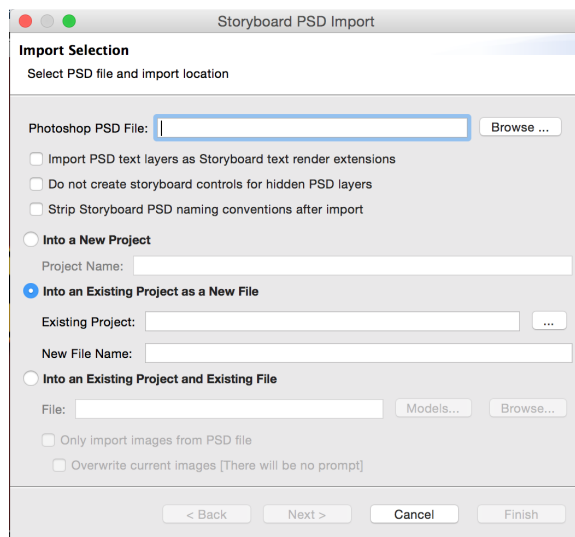 Storyboard PSD Import
Import Selection
Select PSD file and import location
Photoshop PSD File: Browse ...
Import PSD text layers as Storyboard text render extensions
Do not create storyboard controls for hidden PSD layers
Strip Storyboard PSD naming conventions after import
Into a New Project
Project Name:
Into an Existing Project as a New File
Existing Project: ...
New File Name:
Into an Existing Project and Existing File
File: Models... Browse...
Only import images from PSD file
Overwrite current images [There will be no prompt]
< Back Next > Cancel Finish